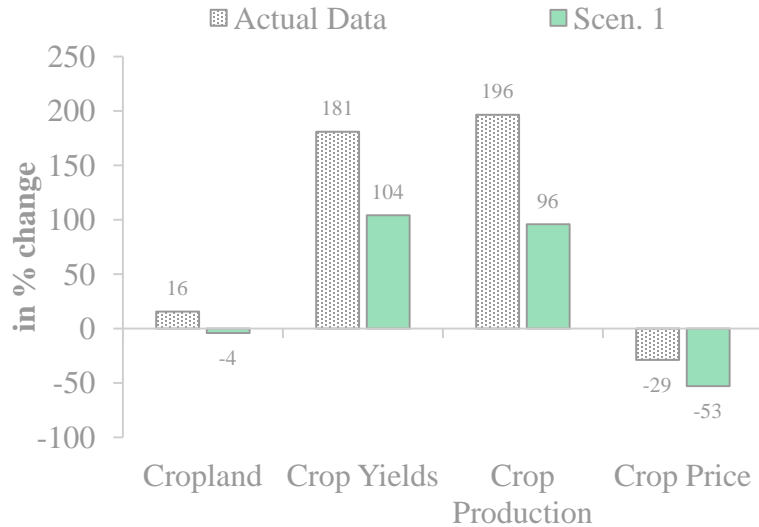 Actual Data
Scen. 1
in % change
250
200
150
100
50
0
-50
-100
16
-4
181
104
196
96
-29
-53
Cropland
Crop Yields
Crop
Production
Crop Price